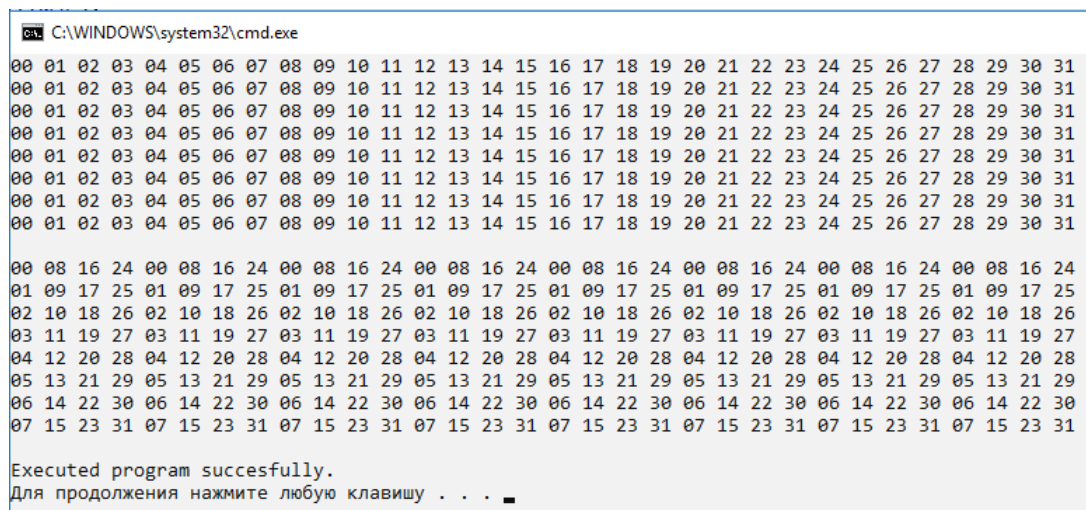 C:\WINDOWS\system32\cmd.exe
00 01 02 03 04 05 06 07 08 09 10 11 12 13 14 15 16 17 18 19 20 21 22 23 24 25 26 27 28 29 30 31
00 01 02 03 04 05 06 07 08 09 10 11 12 13 14 15 16 17 18 19 20 21 22 23 24 25 26 27 28 29 30 31
00 01 02 03 04 05 06 07 08 09 10 11 12 13 14 15 16 17 18 19 20 21 22 23 24 25 26 27 28 29 30 31
00 01 02 03 04 05 06 07 08 09 10 11 12 13 14 15 16 17 18 19 20 21 22 23 24 25 26 27 28 29 30 31
00 01 02 03 04 05 06 07 08 09 10 11 12 13 14 15 16 17 18 19 20 21 22 23 24 25 26 27 28 29 30 31
00 01 02 03 04 05 06 07 08 09 10 11 12 13 14 15 16 17 18 19 20 21 22 23 24 25 26 27 28 29 30 31
00 01 02 03 04 05 06 07 08 09 10 11 12 13 14 15 16 17 18 19 20 21 22 23 24 25 26 27 28 29 30 31
00 01 02 03 04 05 06 07 08 09 10 11 12 13 14 15 16 17 18 19 20 21 22 23 24 25 26 27 28 29 30 31
00 08 16 24 00 08 16 24 00 08 16 24 00 08 16 24 00 08 16 24 00 08 16 24 00 08 16 24 00 08 16 24
01 09 17 25 01 09 17 25 01 09 17 25 01 09 17 25 01 09 17 25 01 09 17 25 01 09 17 25 01 09 17 25
02 10 18 26 02 10 18 26 02 10 18 26 02 10 18 26 02 10 18 26 02 10 18 26 02 10 18 26 02 10 18 26
03 11 19 27 03 11 19 27 03 11 19 27 03 11 19 27 03 11 19 27 03 11 19 27 03 11 19 27 03 11 19 27
04 12 20 28 04 12 20 28 04 12 20 28 04 12 20 28 04 12 20 28 04 12 20 28 04 12 20 28 04 12 20 28
05 13 21 29 05 13 21 29 05 13 21 29 05 13 21 29 05 13 21 29 05 13 21 29 05 13 21 29 05 13 21 29
06 14 22 30 06 14 22 30 06 14 22 30 06 14 22 30 06 14 22 30 06 14 22 30 06 14 22 30 06 14 22 30
07 15 23 31 07 15 23 31 07 15 23 31 07 15 23 31 07 15 23 31 07 15 23 31 07 15 23 31 07 15 23 31
Executed program succesfully.
Для продолжения нажмите любую клавишу . . .